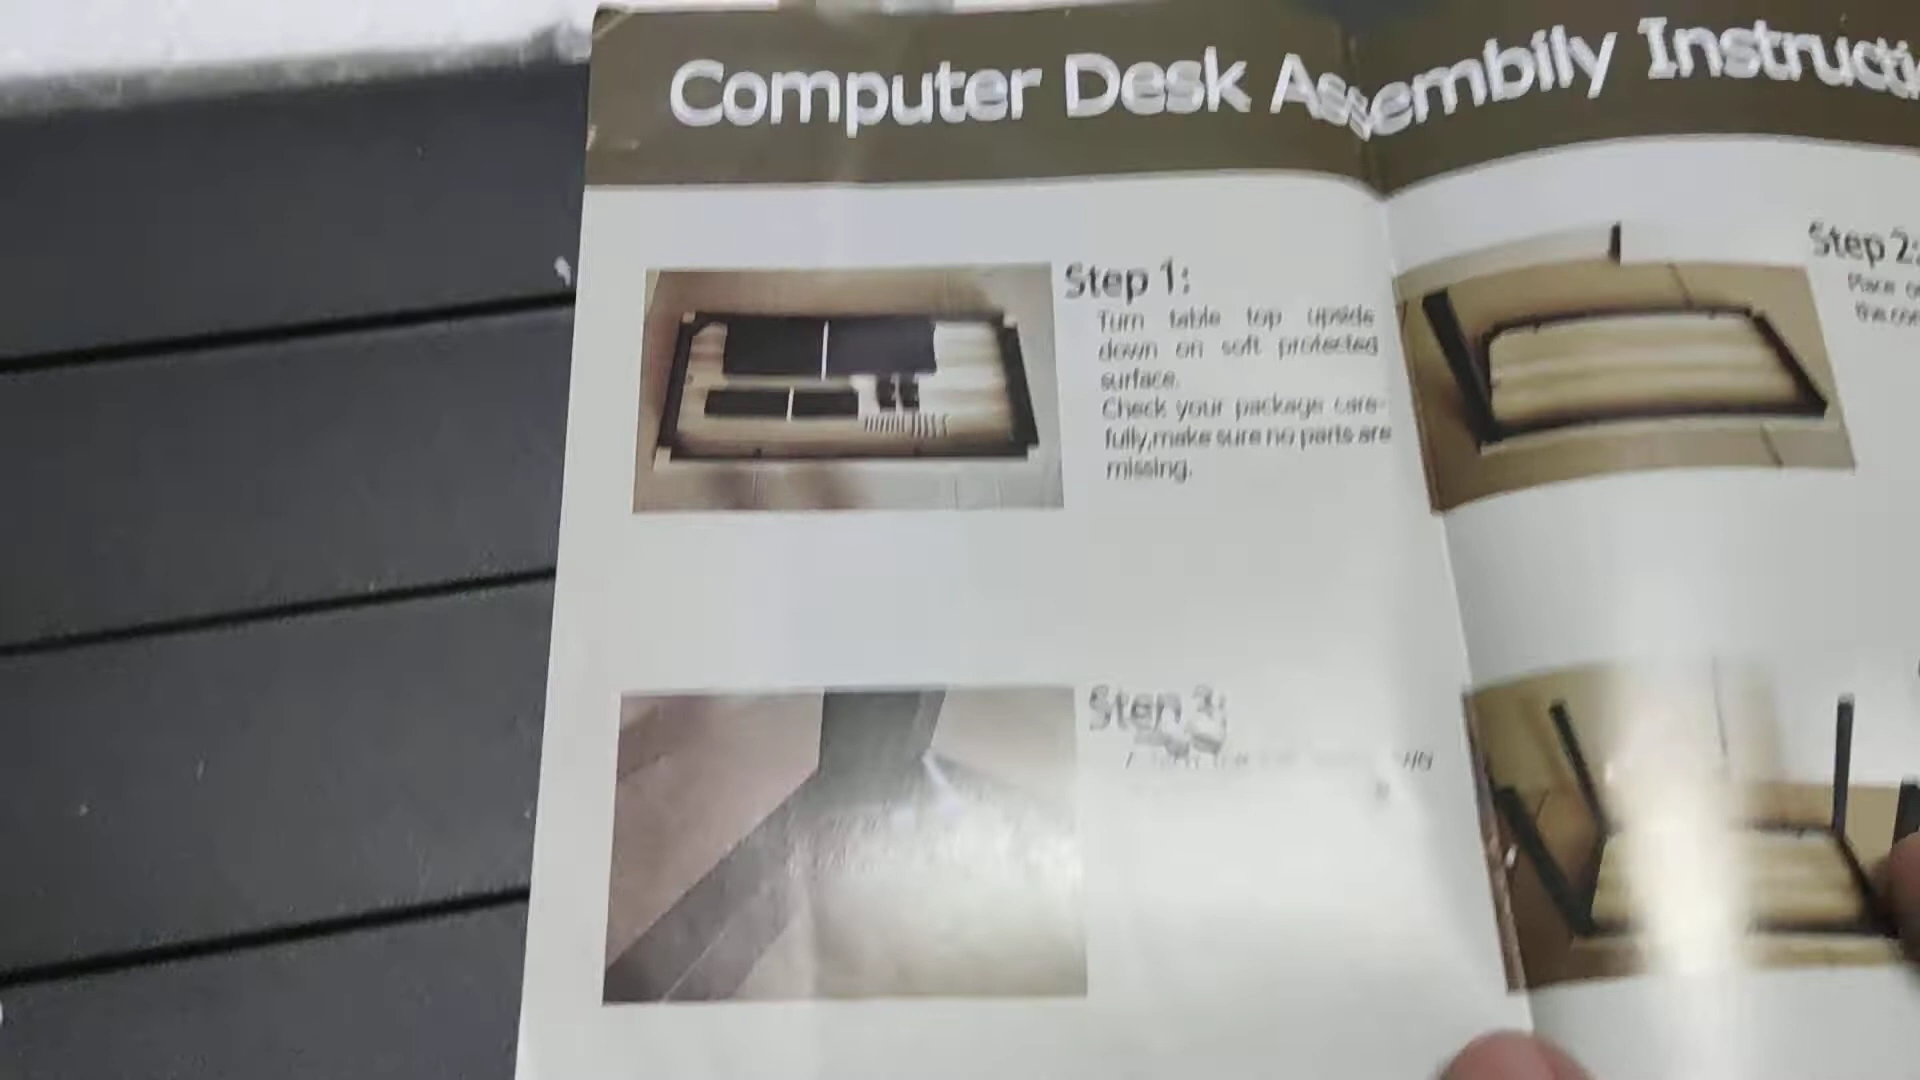 Computer Desk Assembily
Step 1:
Turn table top upside
down on soft protected
surface.
Check your package care-
fully,make sure no parts are
missing.
Step 2:
Place
Step 3: